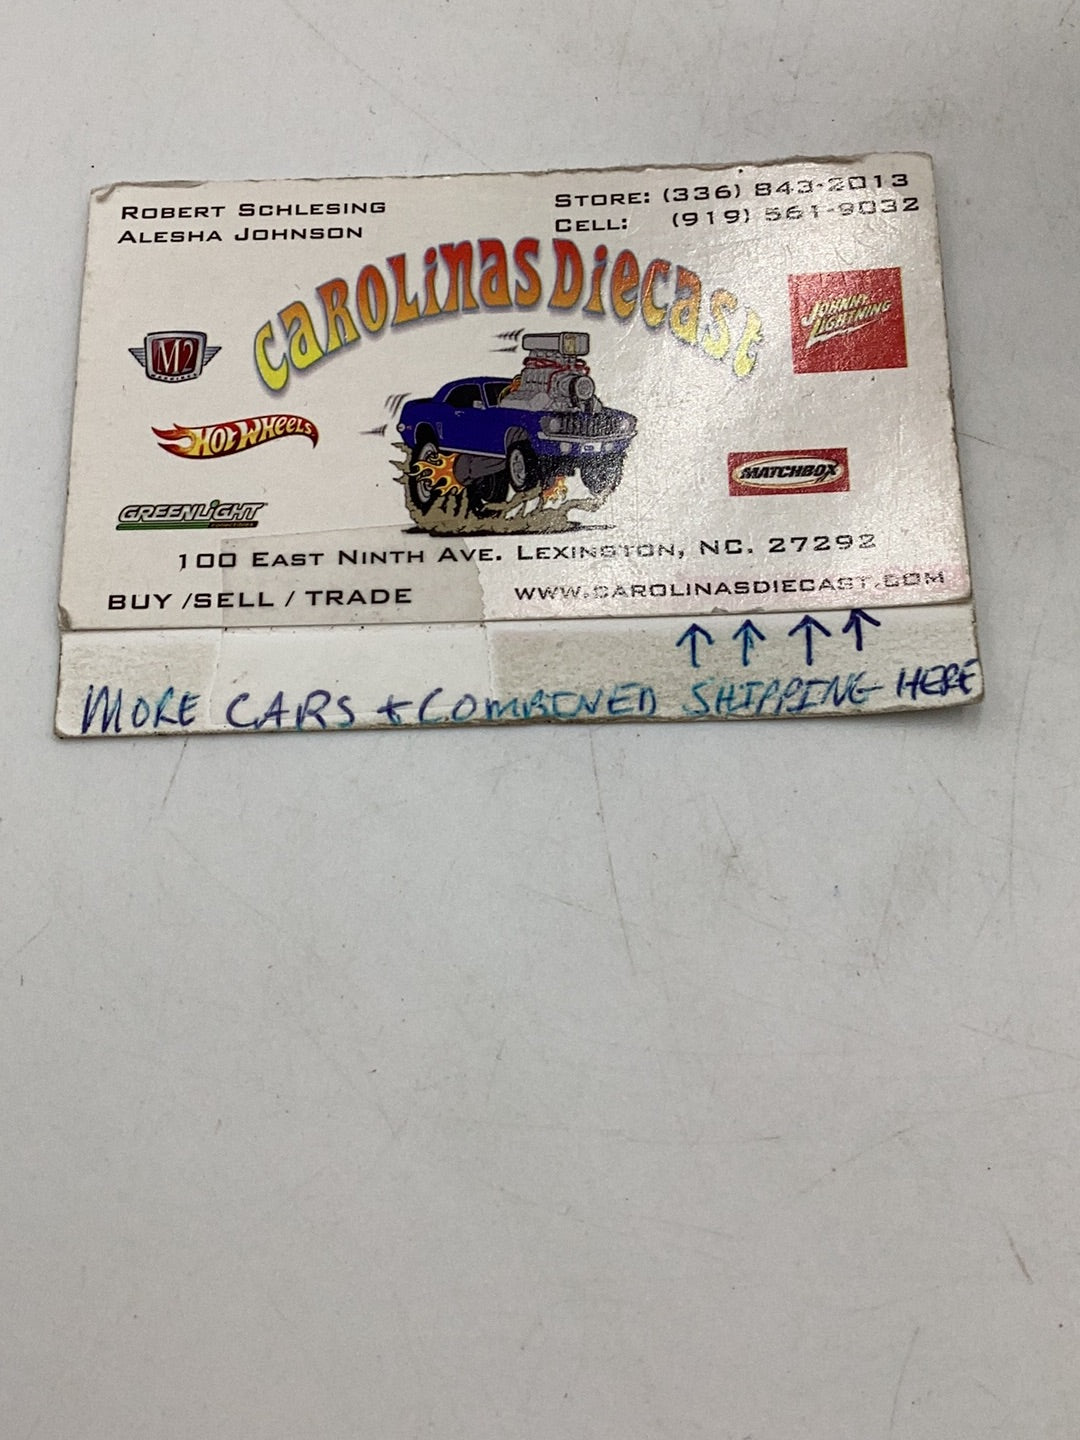 ROBERT SCHLESING
ALESHA JOHNSON
STORE: (336) 843-2013
CELL: (919) 561-9032
CAROLINAS DIECAST
M2
JOHNNY LIGHTNING
HOT WHEELS
MATCHBOX
GREENLIGHT
100 EAST NINTH AVE. LEXINGTON, NC. 27292
BUY /SELL / TRADE
WWW.CAROLINASDIECAST.COM
↑ ↑ ↑ ↑
MORE CARS + COMBINED SHIPPING HERE